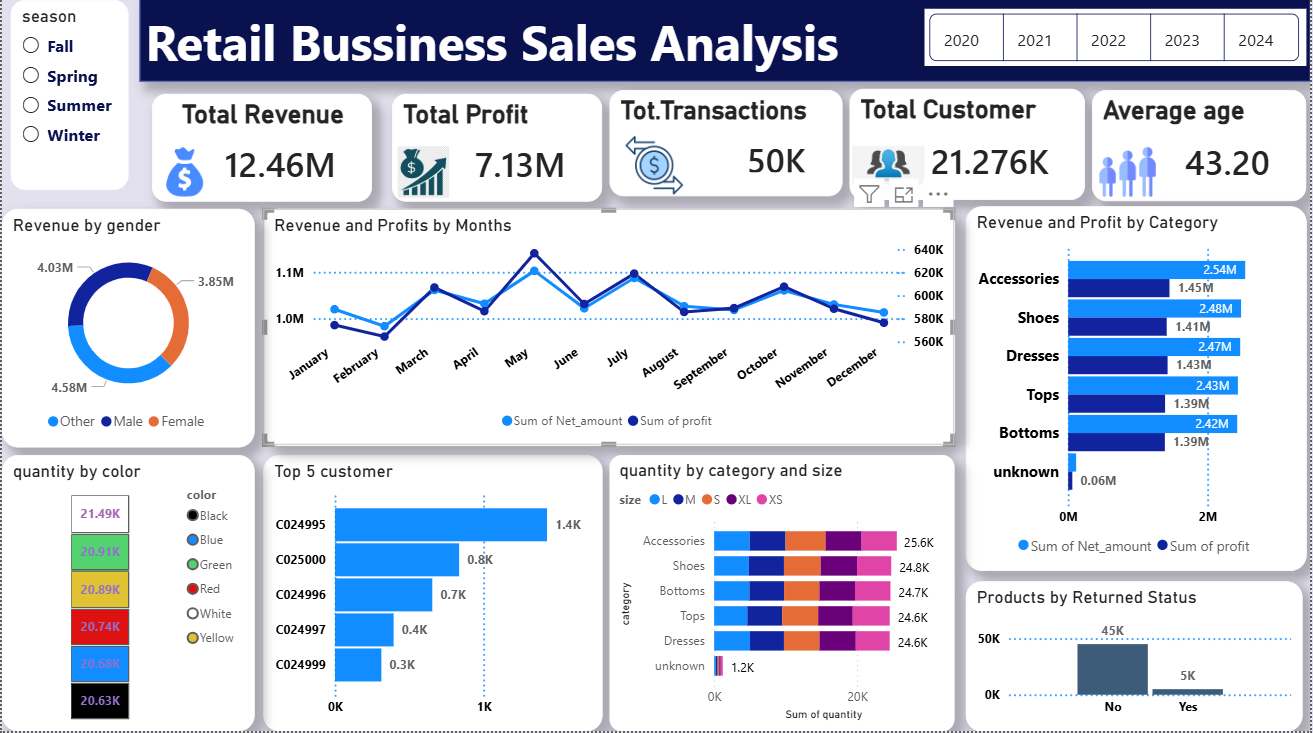 season
Fall
Spring
Summer
Winter
Retail Bussiness Sales Analysis
2020 2021 2022 2023 2024
Total Revenue
12.46M
Total Profit
7.13M
Tot.Transactions
50K
Total Customer
21.276K
Average age
43.20
Revenue by gender
4.03M
3.85M
4.58M
Other Male Female
Revenue and Profits by Months
1.1M
1.0M
640K
620K
600K
580K
560K
January February March April May June July August September October November December
Sum of Net_amount Sum of profit
Revenue and Profit by Category
Accessories 2.54M
1.45M
Shoes 2.48M
1.41M
Dresses 2.47M
1.43M
Tops 2.43M
1.39M
Bottoms 2.42M
1.39M
unknown 0.06M
0M 2M
Sum of Net_amount Sum of profit
quantity by color
21.49K
20.91K
20.89K
20.74K
20.68K
20.63K
color
Black
Blue
Green
Red
White
Yellow
Top 5 customer
C024995 1.4K
C025000 0.8K
C024996 0.7K
C024997 0.4K
C024999 0.3K
0K 1K
quantity by category and size
size L M S XL XS
category
Accessories 25.6K
Shoes 24.8K
Bottoms 24.7K
Tops 24.6K
Dresses 24.6K
unknown 1.2K
0K 20K
Sum of quantity
Products by Returned Status
50K
0K
45K
5K
No Yes